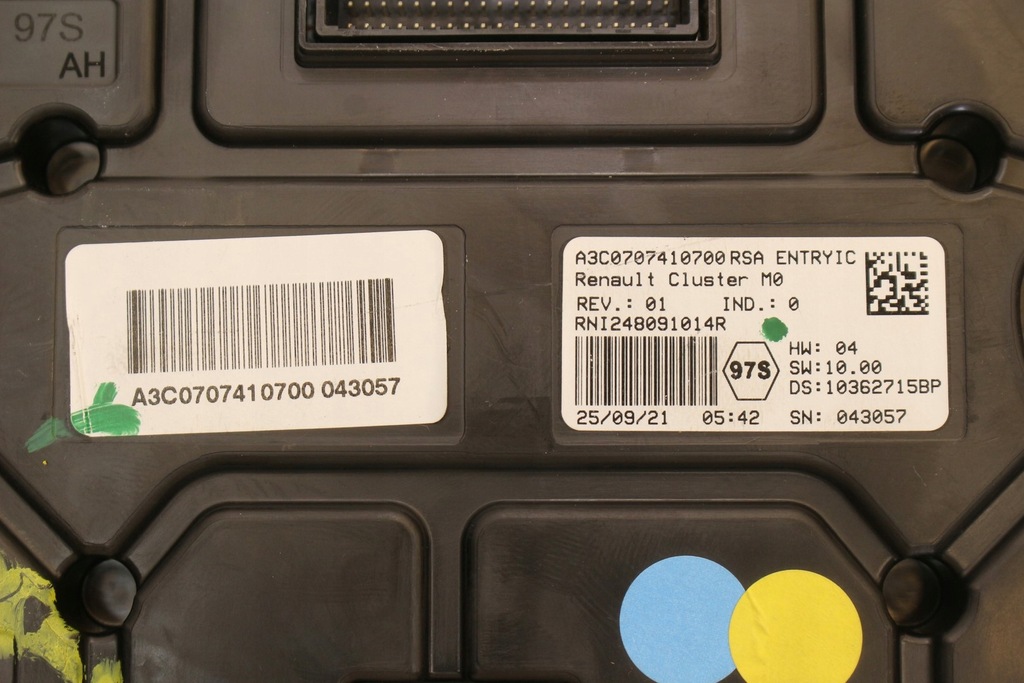 97S
AH
A3C0707410700 043057
A3C0707410700 RSA ENTRYIC
Renault Cluster M0
REV.: 01 IND.: 0
RNI248091014R
97S
HW: 04
SW:10.00
DS:10362715BP
25/09/21 05:42 SN: 043057